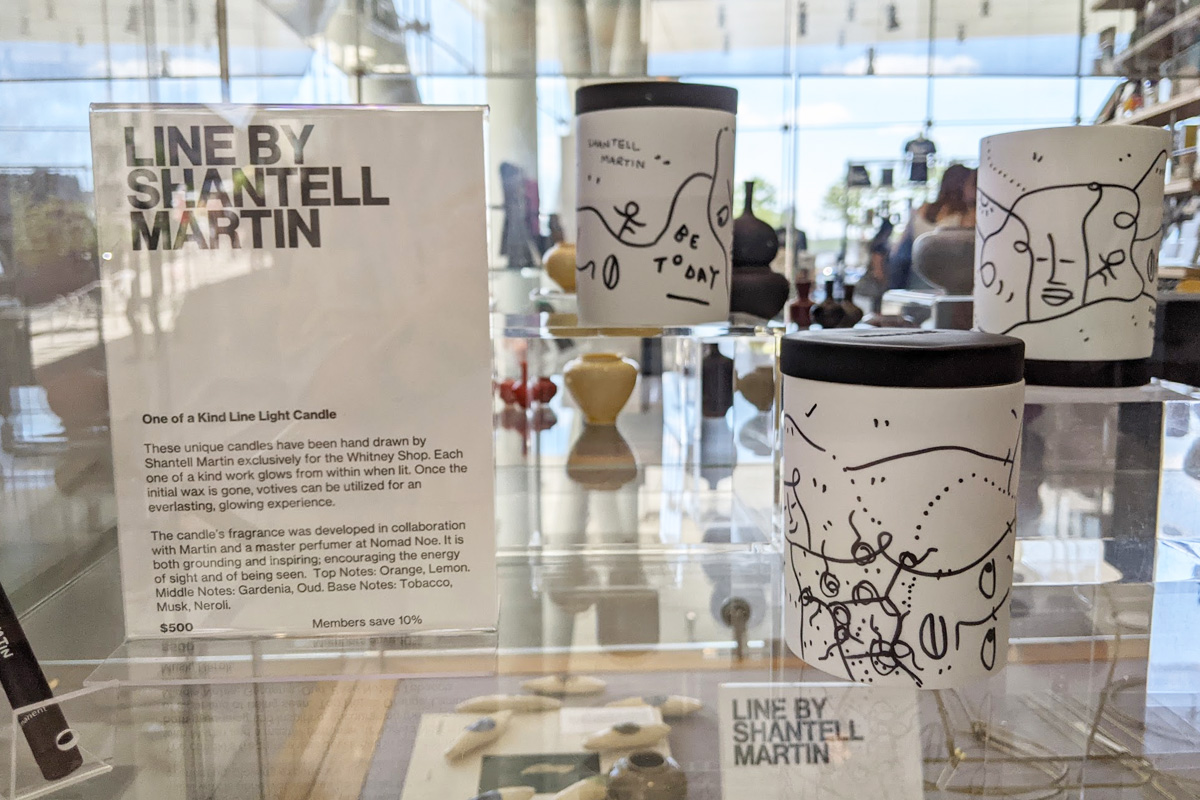 LINE BY
SHANTELL
MARTIN
One of a Kind Line Light Candle
These unique candles have been hand drawn by
Shantell Martin exclusively for the Whitney Shop. Each
one of a kind work glows from within when lit. Once the
initial wax is gone, votives can be utilized for an
everlasting, glowing experience.
The candle's fragrance was developed in collaboration
with Martin and a master perfumer at Nomad Noe. It is
both grounding and inspiring; encouraging the energy
of sight and of being seen. Top Notes: Orange, Lemon.
Middle Notes: Gardenia, Oud. Base Notes: Tobacco,
Musk, Neroli.
$500 Members save 10%
SHANTELL
MARTIN
BE
TODAY
LINE BY
SHANTELL
MARTIN